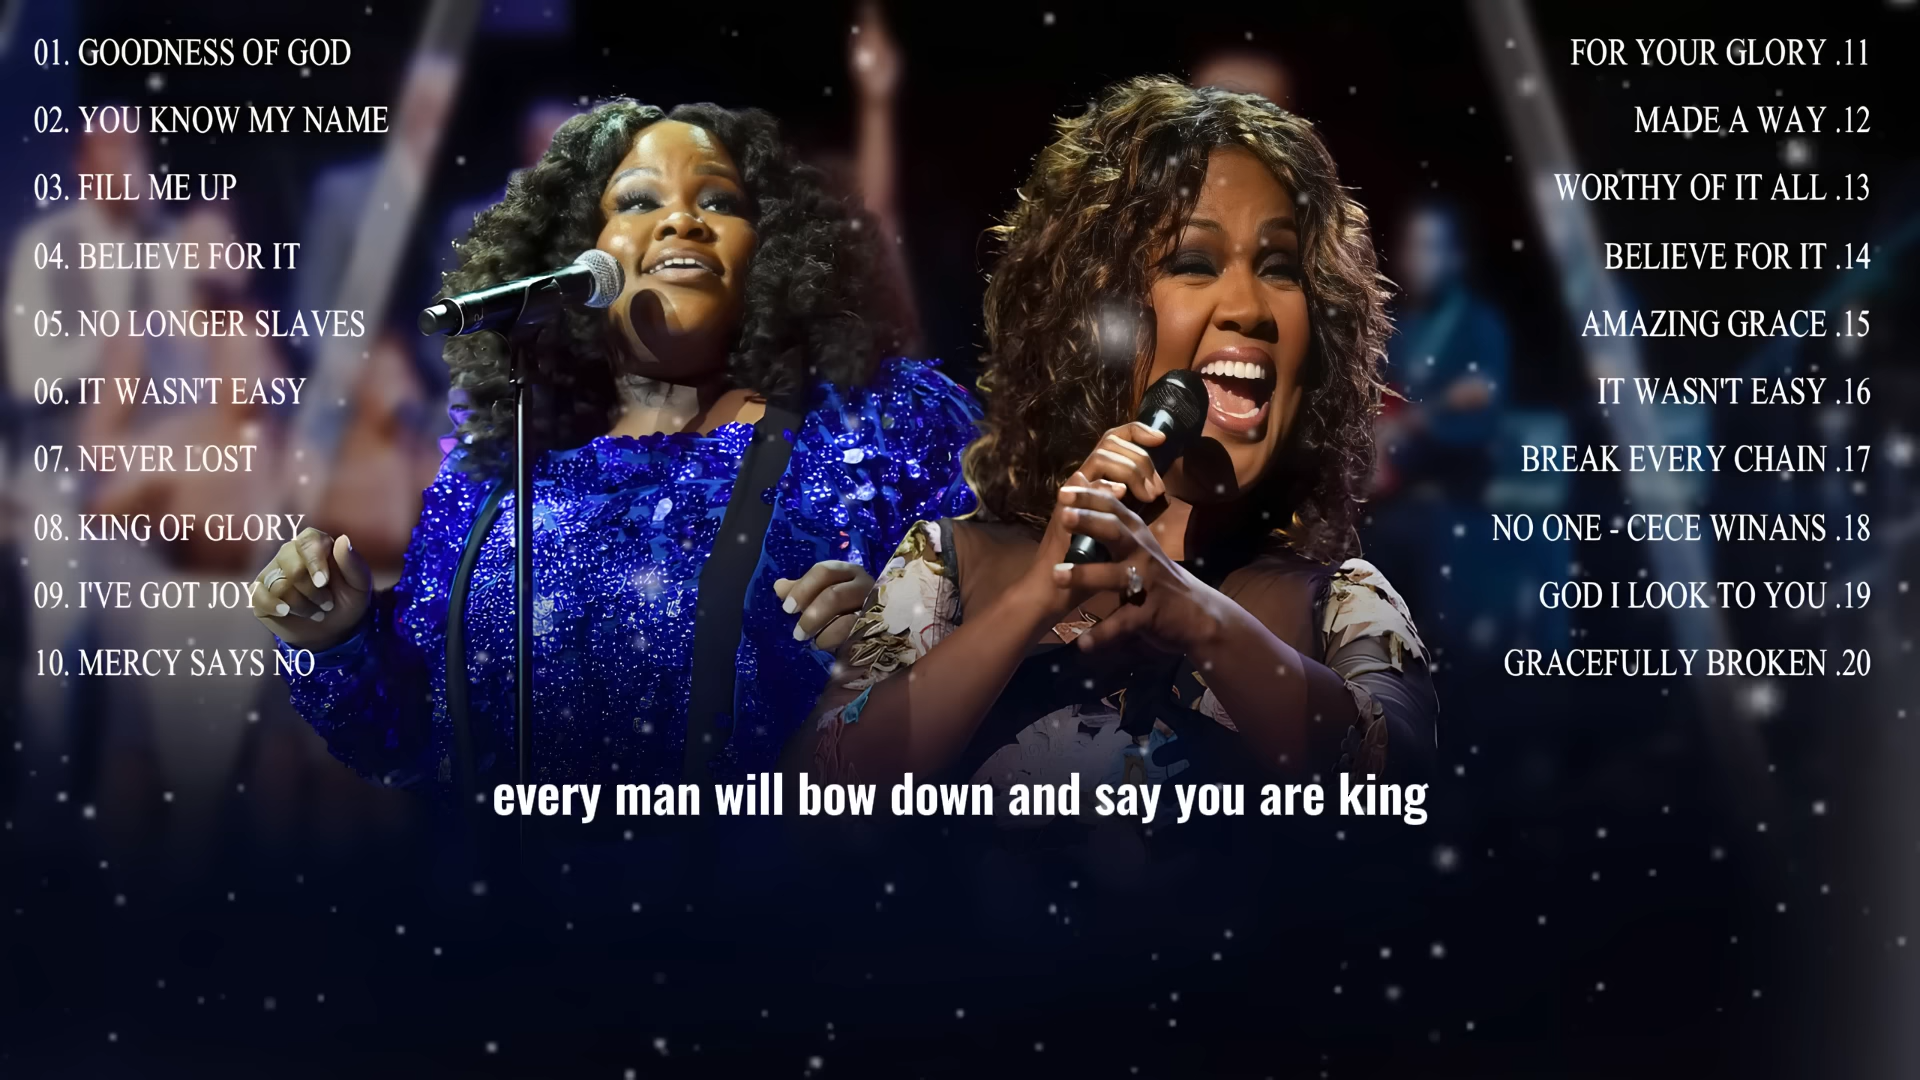 01. GOODNESS OF GOD
02. YOU KNOW MY NAME
03. FILL ME UP
04. BELIEVE FOR IT
05. NO LONGER SLAVES
06. IT WASN'T EASY
07. NEVER LOST
08. KING OF GLORY
09. I'VE GOT JOY
10. MERCY SAYS NO
FOR YOUR GLORY .11
MADE A WAY .12
WORTHY OF IT ALL .13
BELIEVE FOR IT .14
AMAZING GRACE .15
IT WASN'T EASY .16
BREAK EVERY CHAIN .17
NO ONE - CECE WINANS .18
GOD I LOOK TO YOU .19
GRACEFULLY BROKEN .20
every man will bow down and say you are king